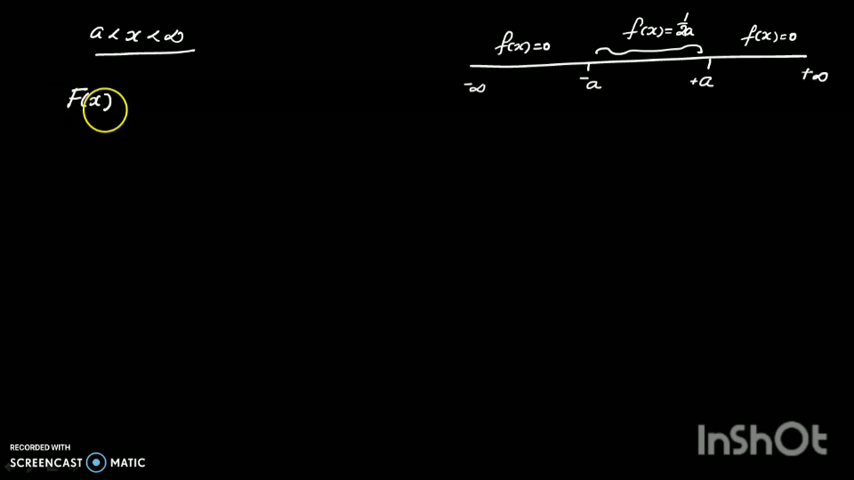 a < x < ∞
f(x)=0
f(x)=1/2a
f(x)=0
-∞
-a
+a
+∞
F(x)
InShOt
RECORDED WITH
SCREENCAST MATIC